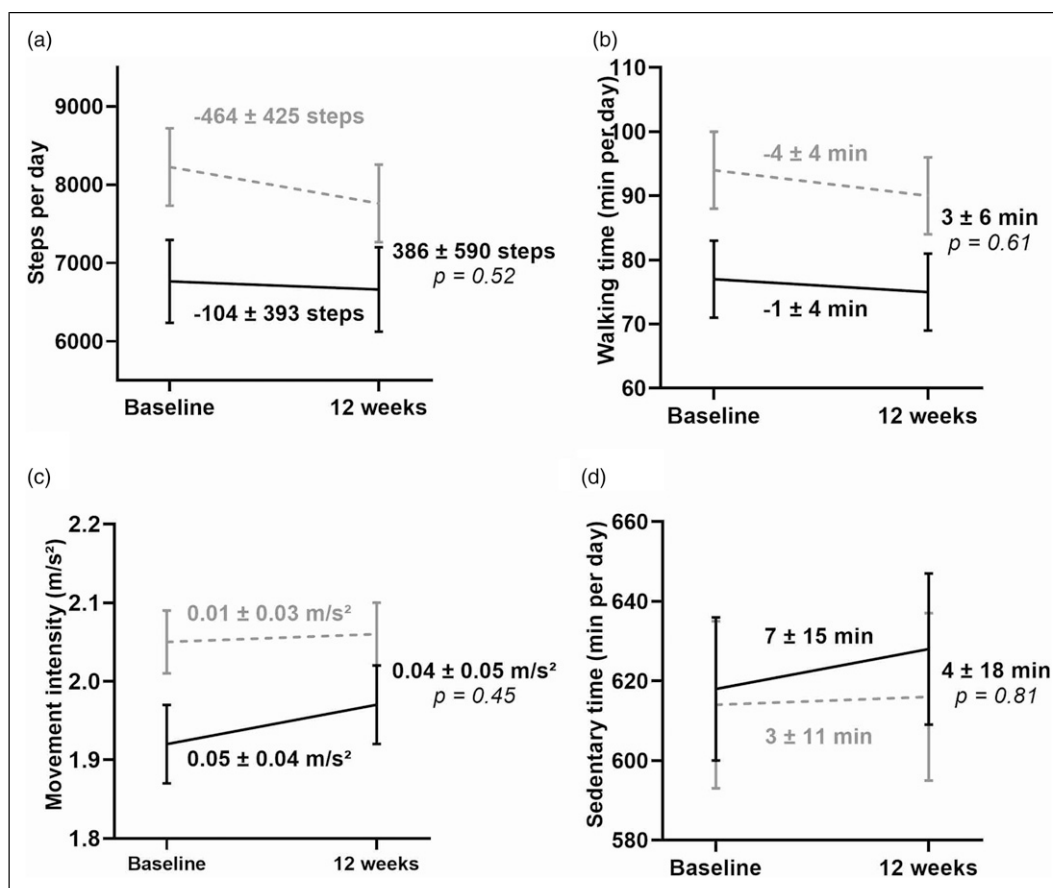 (a)
Steps per day
9000
8000
7000
6000
-464 ± 425 steps
-104 ± 393 steps
386 ± 590 steps
p = 0.52
Baseline
12 weeks
(b)
Walking time (min per day)
110
100
90
80
70
60
-4 ± 4 min
-1 ± 4 min
3 ± 6 min
p = 0.61
Baseline
12 weeks
(c)
Movement intensity (m/s²)
2.2
2.1
2.0
1.9
1.8
0.01 ± 0.03 m/s²
0.05 ± 0.04 m/s²
0.04 ± 0.05 m/s²
p = 0.45
Baseline
12 weeks
(d)
Sedentary time (min per day)
660
640
620
600
580
7 ± 15 min
3 ± 11 min
4 ± 18 min
p = 0.81
Baseline
12 weeks